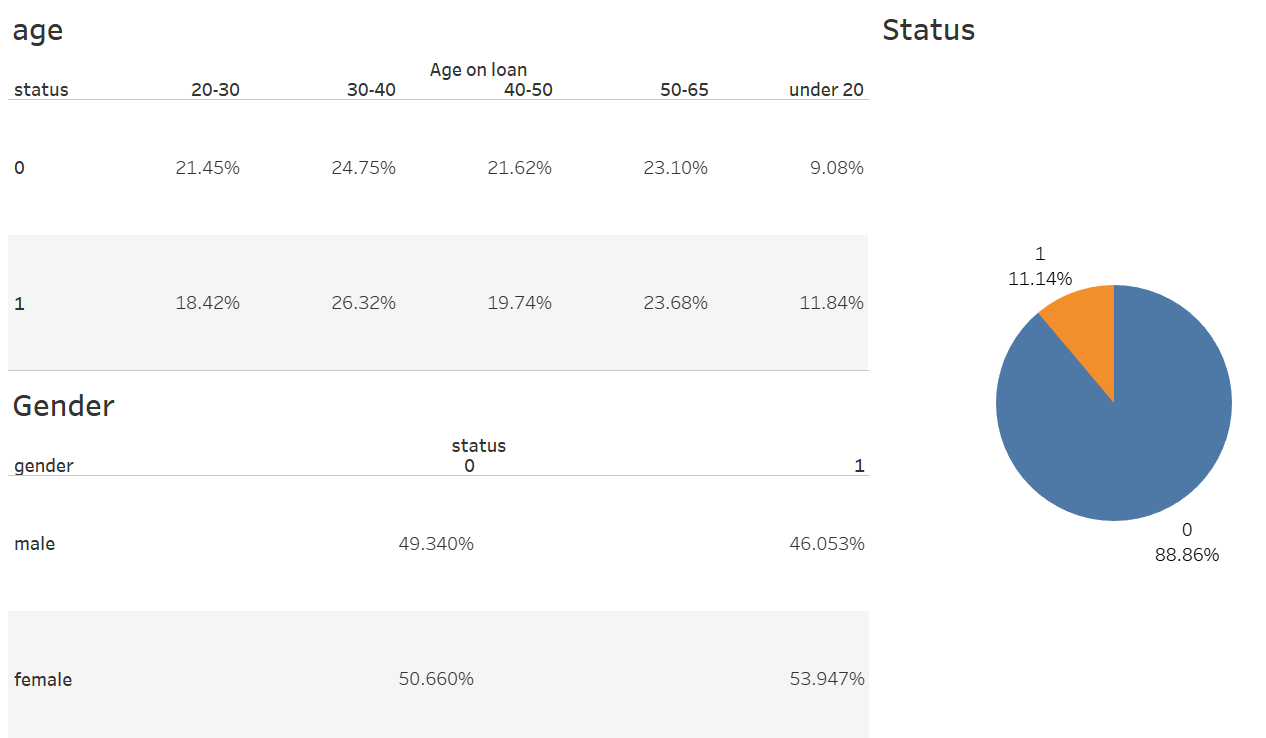 age
Age on loan
status 20-30 30-40 40-50 50-65 under 20
0 21.45% 24.75% 21.62% 23.10% 9.08%
1 18.42% 26.32% 19.74% 23.68% 11.84%
Gender
status
gender 0 1
male 49.340% 46.053%
female 50.660% 53.947%
Status
1
11.14%
0
88.86%